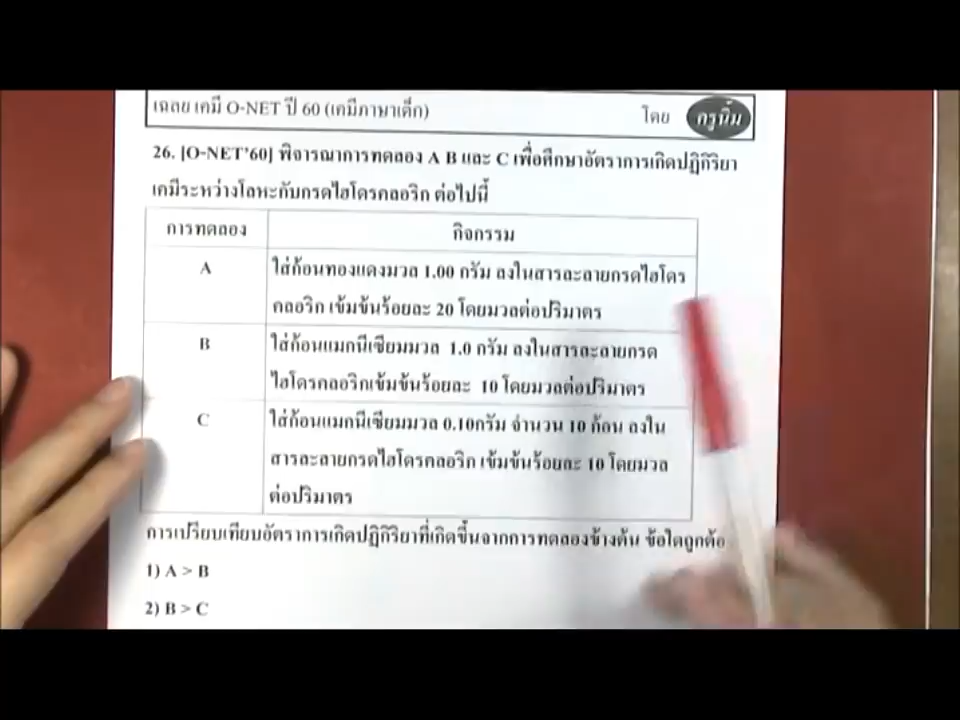 เฉลย เคมี O-NET ปี 60 (เคมีภาษาเด็ก) โดย ครูนิ่ม
26. [O-NET’60] พิจารณาการทดลอง A B และ C เพื่อศึกษาอัตราการเกิดปฏิกิริยา
เคมีระหว่างโลหะกับกรดไฮโดรคลอริก ต่อไปนี้
การทดลอง กิจกรรม
A ใส่ก้อนทองแดงมวล 1.00 กรัม ลงในสารละลายกรดไฮโดร
คลอริก เข้มข้นร้อยละ 20 โดยมวลต่อปริมาตร
B ใส่ก้อนแมกนีเซียมมวล 1.0 กรัม ลงในสารละลายกรด
ไฮโดรคลอริกเข้มข้นร้อยละ 10 โดยมวลต่อปริมาตร
C ใส่ก้อนแมกนีเซียมมวล 0.10กรัม จำนวน 10 ก้อน ลงใน
สารละลายกรดไฮโดรคลอริก เข้มข้นร้อยละ 10 โดยมวล
ต่อปริมาตร
การเปรียบเทียบอัตราการเกิดปฏิกิริยาที่เกิดขึ้นจากการทดลองข้างต้น ข้อใดถูกต้อ
1) A > B
2) B > C